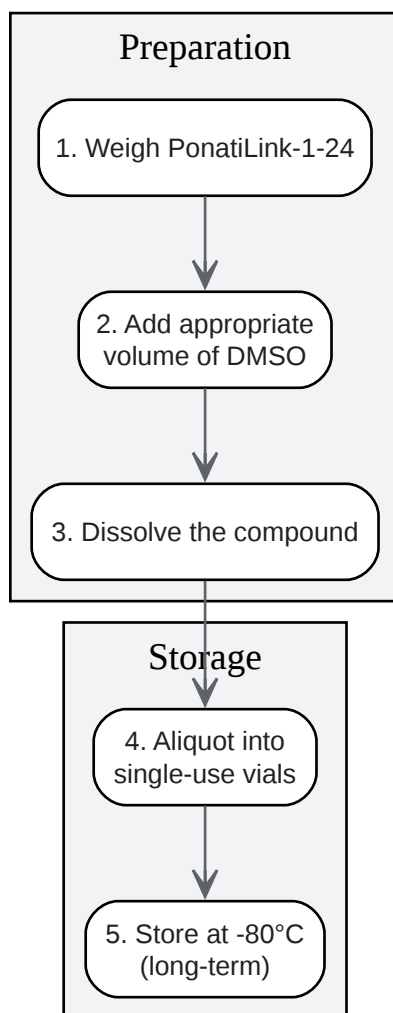 Preparation
1. Weigh PonatiLink-1-24
2. Add appropriate
volume of DMSO
3. Dissolve the compound
Storage
4. Aliquot into
single-use vials
5. Store at -80°C
(long-term)